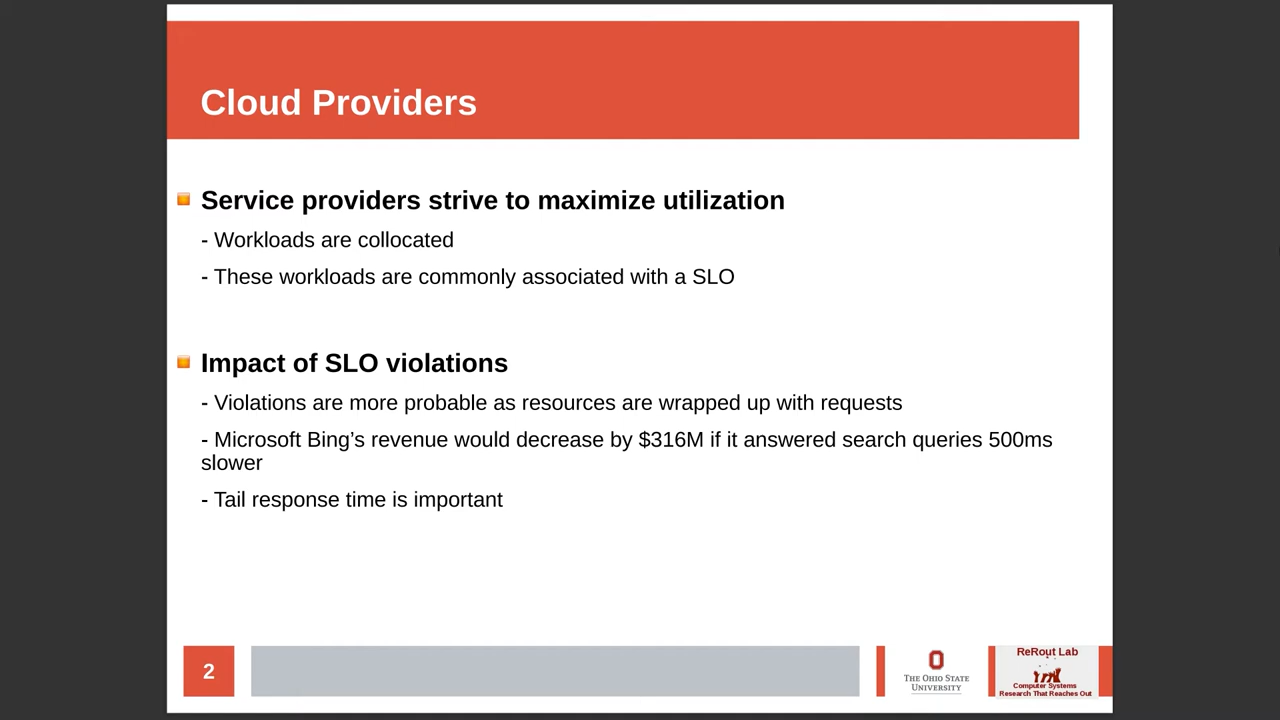 Cloud Providers
Service providers strive to maximize utilization
- Workloads are collocated
- These workloads are commonly associated with a SLO
Impact of SLO violations
- Violations are more probable as resources are wrapped up with requests
- Microsoft Bing’s revenue would decrease by $316M if it answered search queries 500ms
slower
- Tail response time is important
2
THE OHIO STATE
UNIVERSITY
ReRout Lab
Computer Systems
Research That Reaches Out